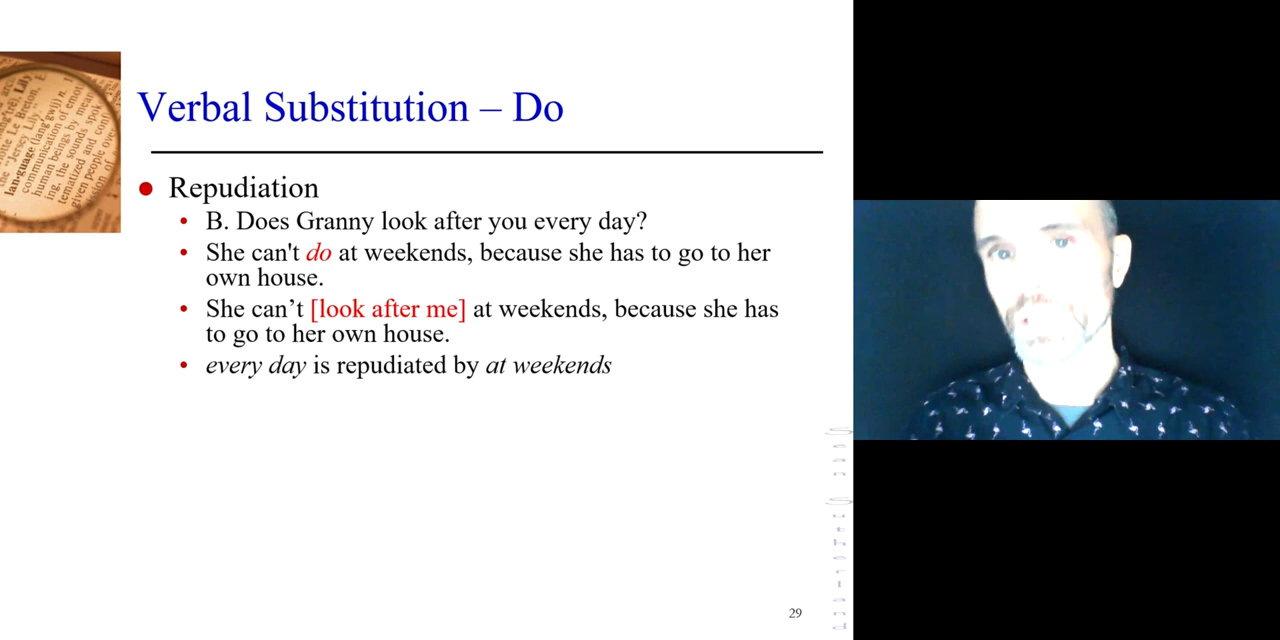 Verbal Substitution – Do
Repudiation
B. Does Granny look after you every day?
She can't do at weekends, because she has to go to her
own house.
She can’t [look after me] at weekends, because she has
to go to her own house.
every day is repudiated by at weekends
29